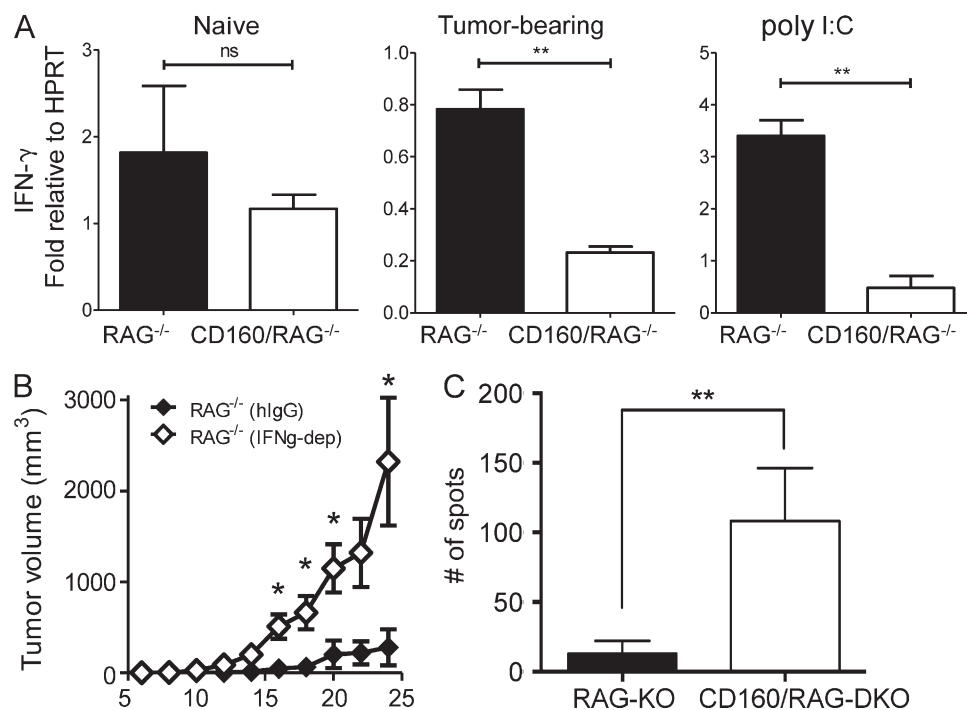 A
Naive
Tumor-bearing
poly I:C
IFN-γ
Fold relative to HPRT
3
2
1
0
ns
RAG-/-
CD160/RAG-/-
1.0
0.8
0.6
0.4
0.2
0.0
**
RAG-/-
CD160/RAG-/-
5
4
3
2
1
0
**
RAG-/-
CD160/RAG-/-
B
Tumor volume (mm3)
3000
2000
1000
0
RAG-/- (hIgG)
RAG-/- (IFNg-dep)
*
*
*
*
5
10
15
20
25
C
# of spots
200
150
100
50
0
**
RAG-KO
CD160/RAG-DKO